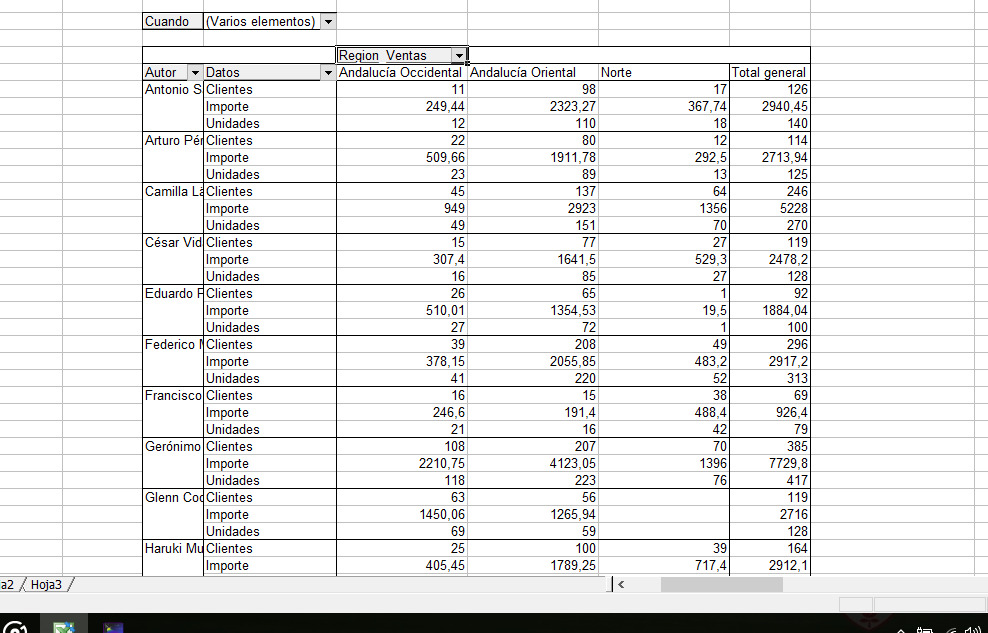 Cuando (Varios elementos)
Region_Ventas
Autor Datos Andalucía Occidental Andalucía Oriental Norte Total general
Antonio S Clientes 11 98 17 126
Importe 249,44 2323,27 367,74 2940,45
Unidades 12 110 18 140
Arturo Pér Clientes 22 80 12 114
Importe 509,66 1911,78 292,5 2713,94
Unidades 23 89 13 125
Camilla Lä Clientes 45 137 64 246
Importe 949 2923 1356 5228
Unidades 49 151 70 270
César Vid Clientes 15 77 27 119
Importe 307,4 1641,5 529,3 2478,2
Unidades 16 85 27 128
Eduardo Clientes 26 65 1 92
Importe 510,01 1354,53 19,5 1884,04
Unidades 27 72 1 100
Federico Clientes 39 208 49 296
Importe 378,15 2055,85 483,2 2917,2
Unidades 41 220 52 313
Francisco Clientes 16 15 38 69
Importe 246,6 191,4 488,4 926,4
Unidades 21 16 42 79
Gerónimo Clientes 108 207 70 385
Importe 2210,75 4123,05 1396 7729,8
Unidades 118 223 76 417
Glenn Coo Clientes 63 56 119
Importe 1450,06 1265,94 2716
Unidades 69 59 128
Haruki Mu Clientes 25 100 39 164
Importe 405,45 1789,25 717,4 2912,1
a2 Hoja3